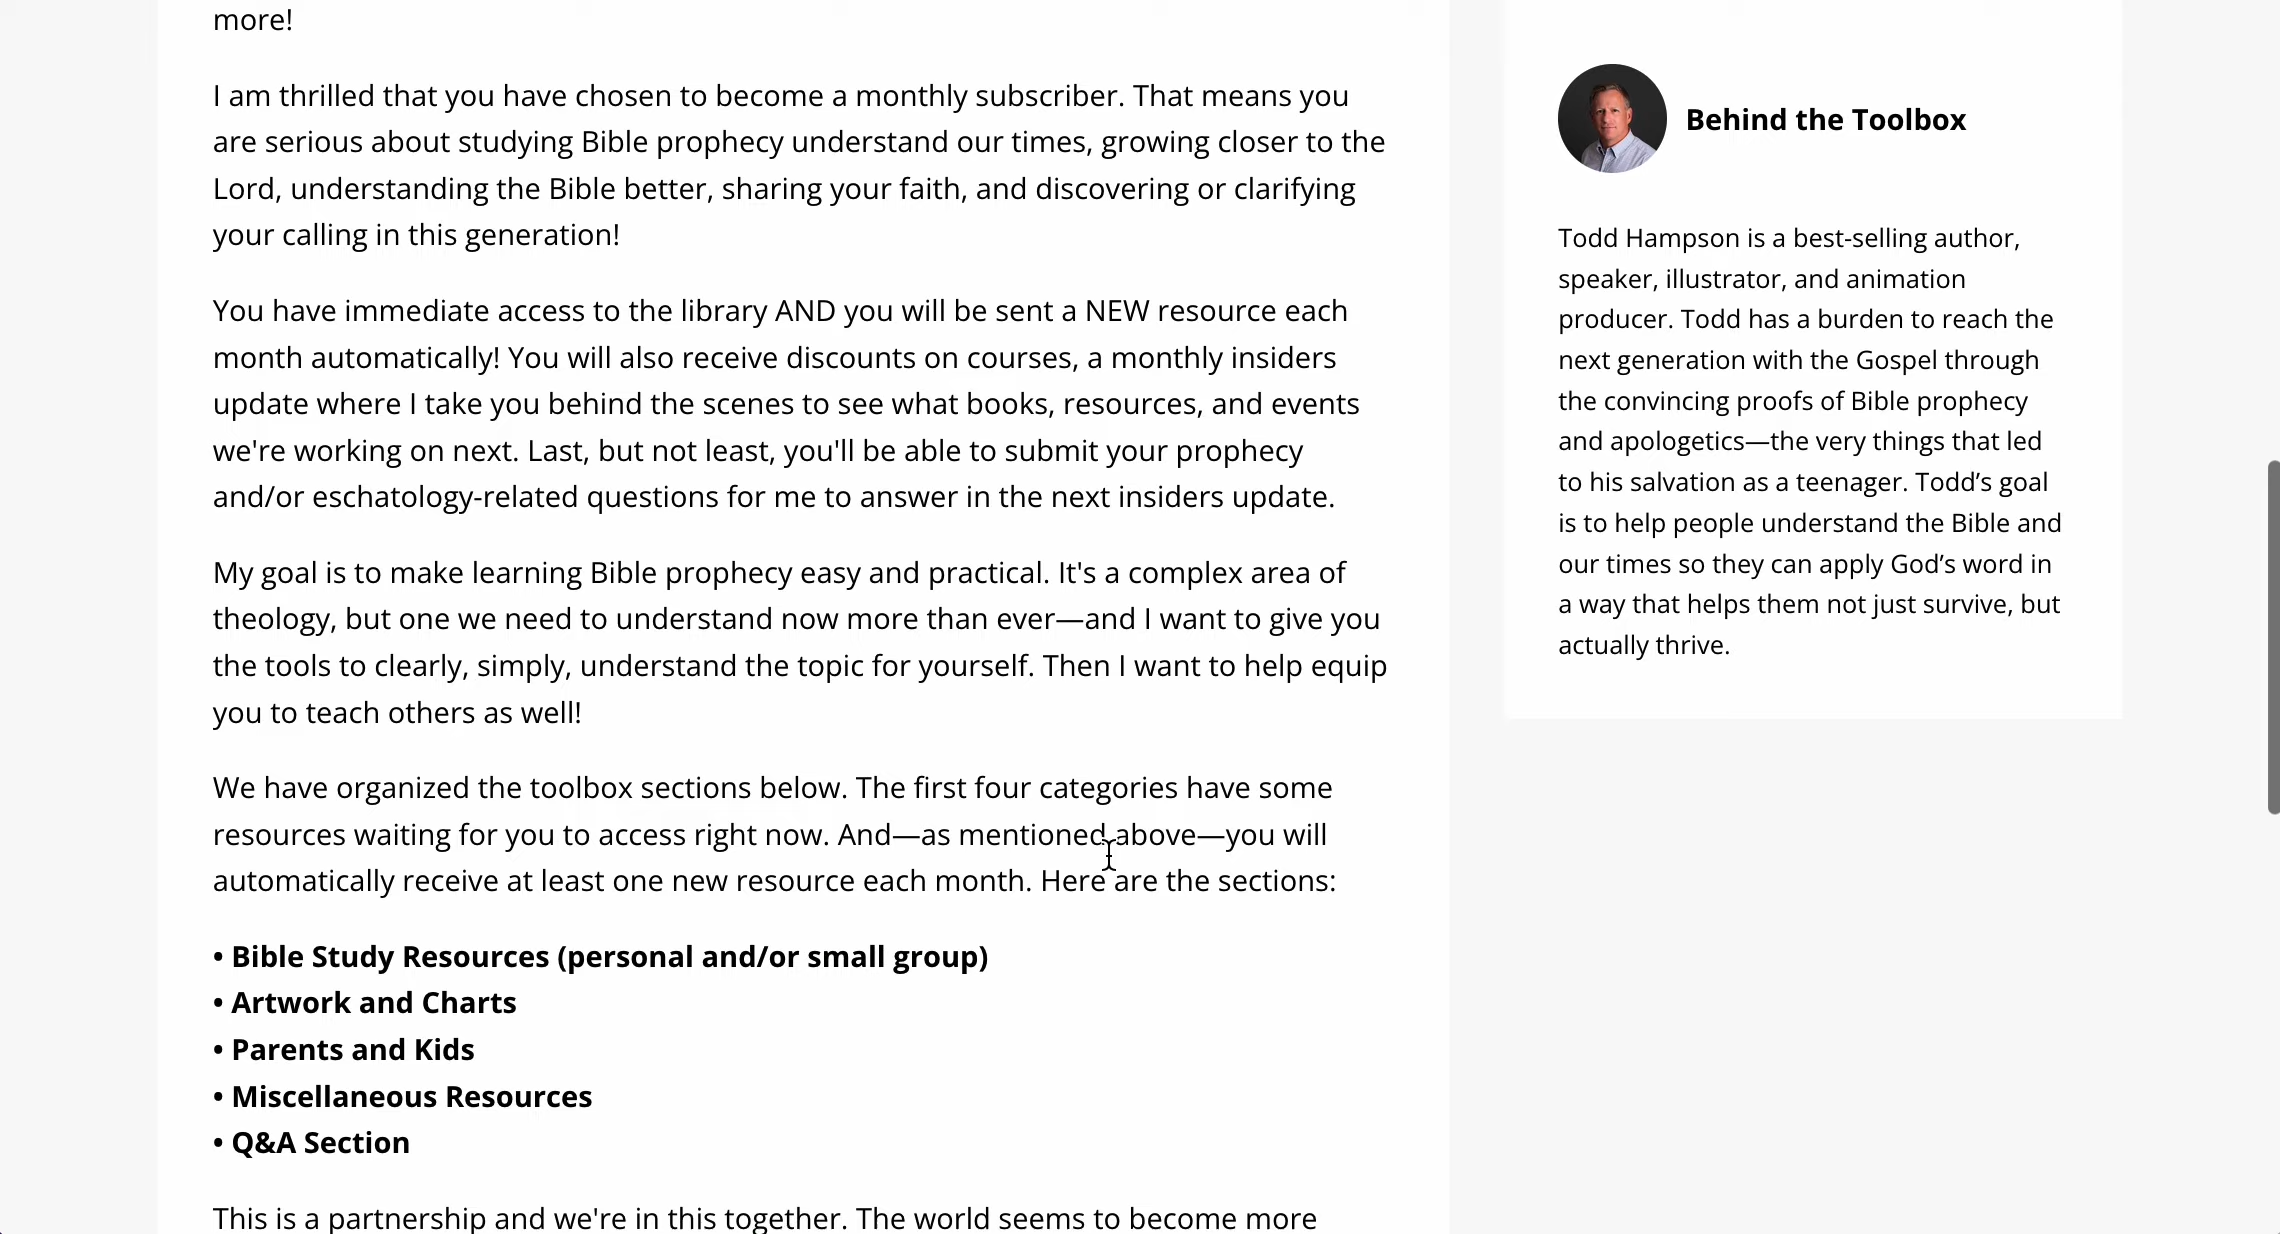 more!
I am thrilled that you have chosen to become a monthly subscriber. That means you
are serious about studying Bible prophecy understand our times, growing closer to the
Lord, understanding the Bible better, sharing your faith, and discovering or clarifying
your calling in this generation!
You have immediate access to the library AND you will be sent a NEW resource each
month automatically! You will also receive discounts on courses, a monthly insiders
update where I take you behind the scenes to see what books, resources, and events
we're working on next. Last, but not least, you'll be able to submit your prophecy
and/or eschatology-related questions for me to answer in the next insiders update.
My goal is to make learning Bible prophecy easy and practical. It's a complex area of
theology, but one we need to understand now more than ever—and I want to give you
the tools to clearly, simply, understand the topic for yourself. Then I want to help equip
you to teach others as well!
We have organized the toolbox sections below. The first four categories have some
resources waiting for you to access right now. And—as mentioned above—you will
automatically receive at least one new resource each month. Here are the sections:
• Bible Study Resources (personal and/or small group)
• Artwork and Charts
• Parents and Kids
• Miscellaneous Resources
• Q&A Section
This is a partnership and we're in this together. The world seems to become more
Behind the Toolbox
Todd Hampson is a best-selling author,
speaker, illustrator, and animation
producer. Todd has a burden to reach the
next generation with the Gospel through
the convincing proofs of Bible prophecy
and apologetics—the very things that led
to his salvation as a teenager. Todd’s goal
is to help people understand the Bible and
our times so they can apply God’s word in
a way that helps them not just survive, but
actually thrive.